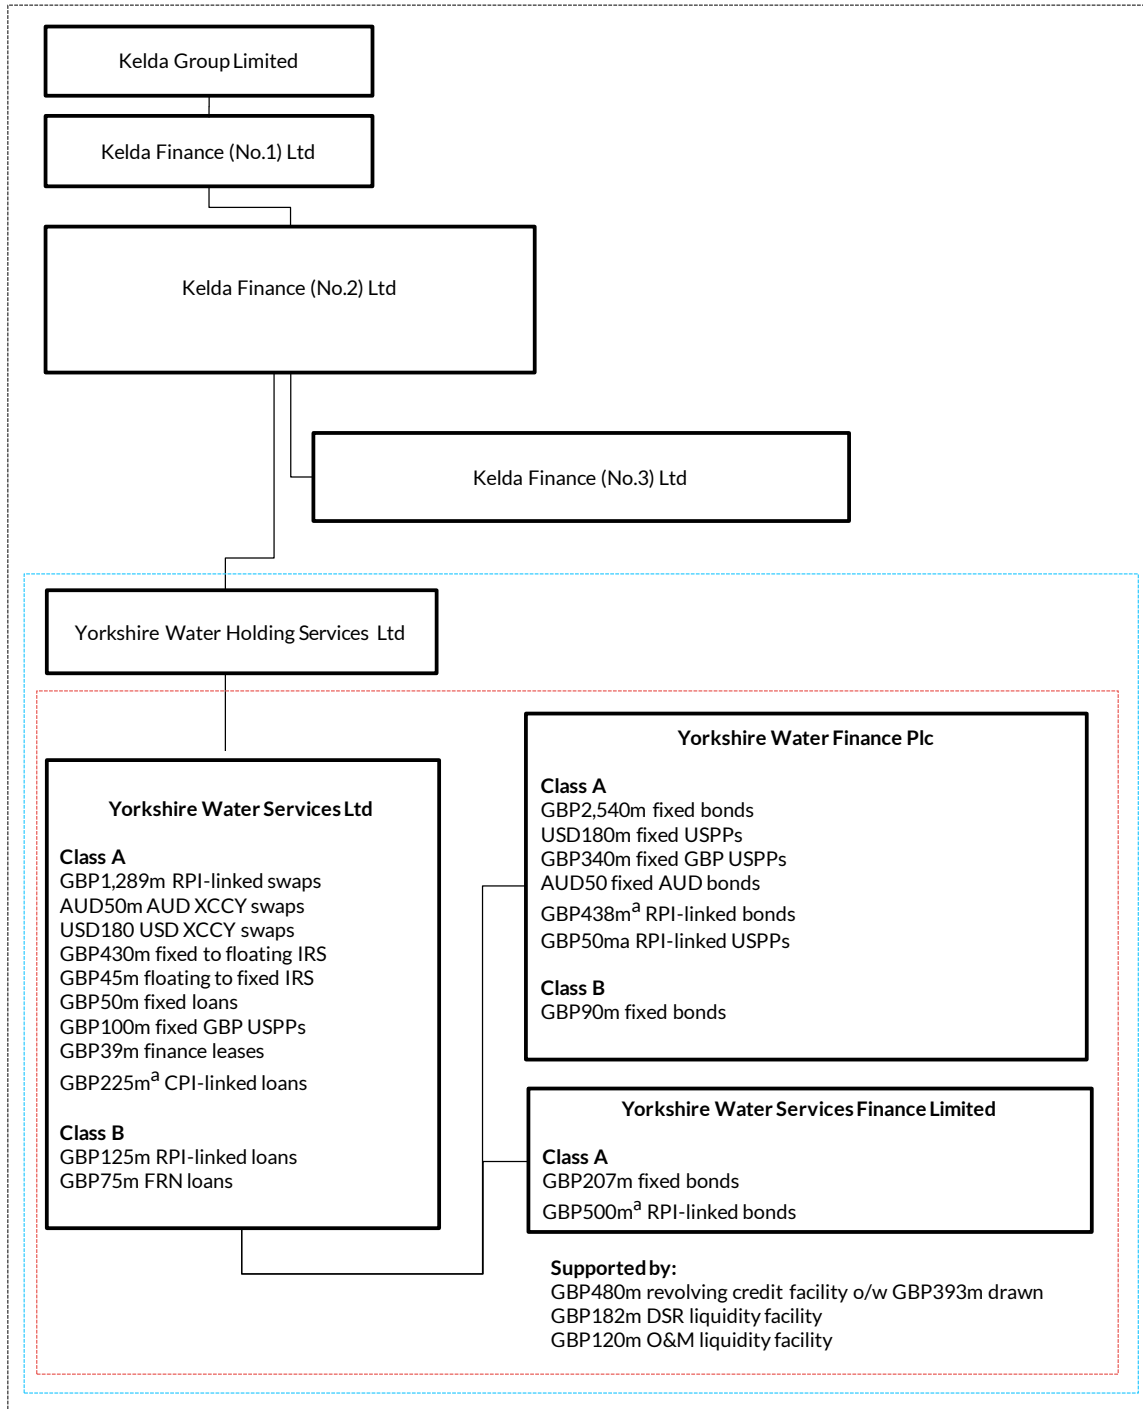 Kelda Group Limited
Kelda Finance (No.1) Ltd
Kelda Finance (No.2) Ltd
Kelda Finance (No.3) Ltd
Yorkshire Water Holding Services Ltd
Yorkshire Water Services Ltd
Class A
GBP1,289m RPI-linked swaps
AUD50m AUD XCCY swaps
USD180 USD XCCY swaps
GBP430m fixed to floating IRS
GBP45m floating to fixed IRS
GBP50m fixed loans
GBP100m fixed GBP USPPs
GBP39m finance leases
GBP225mᵃ CPI-linked loans
Class B
GBP125m RPI-linked loans
GBP75m FRN loans
Yorkshire Water Finance Plc
Class A
GBP2,540m fixed bonds
USD180m fixed USPPs
GBP340m fixed GBP USPPs
AUD50 fixed AUD bonds
GBP438mᵃ RPI-linked bonds
GBP50ma RPI-linked USPPs
Class B
GBP90m fixed bonds
Yorkshire Water Services Finance Limited
Class A
GBP207m fixed bonds
GBP500mᵃ RPI-linked bonds
Supported by:
GBP480m revolving credit facility o/w GBP393m drawn
GBP182m DSR liquidity facility
GBP120m O&M liquidity facility